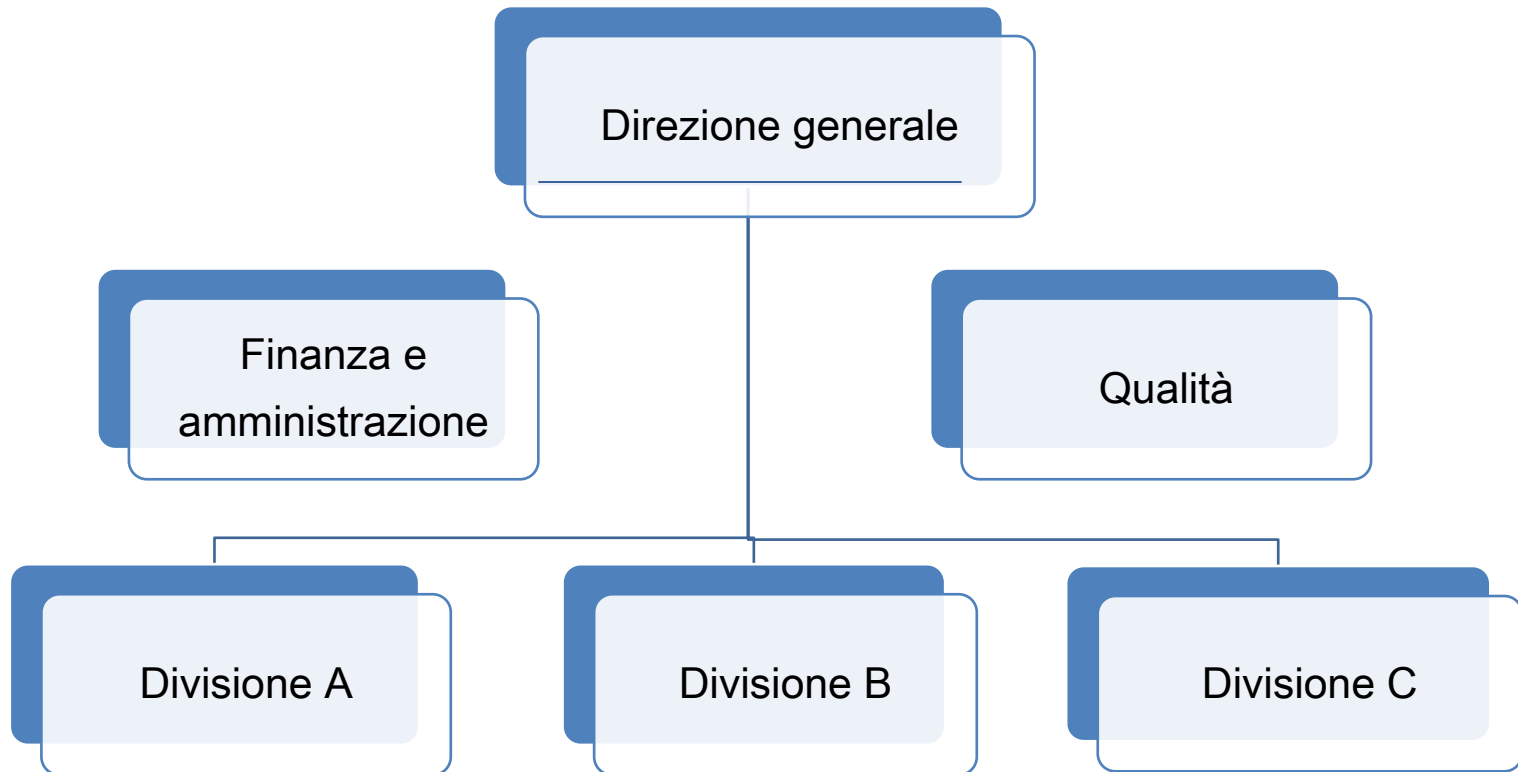 Direzione generale
Finanza e
amministrazione
Qualità
Divisione A
Divisione B
Divisione C